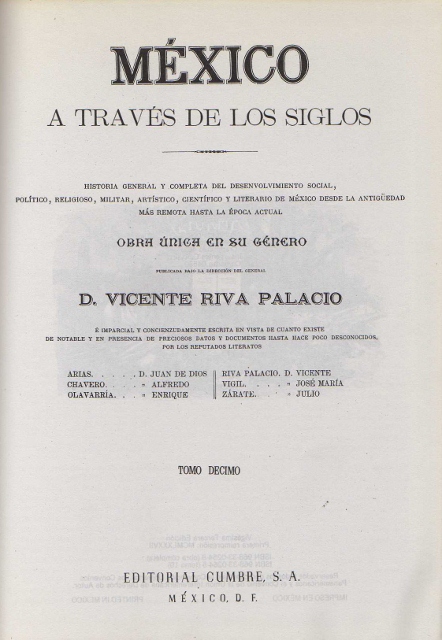 MÉXICO
A TRAVÉS DE LOS SIGLOS
HISTORIA GENERAL Y COMPLETA DEL DESENVOLVIMIENTO SOCIAL,
POLÍTICO, RELIGIOSO, MILITAR, ARTÍSTICO, CIENTÍFICO Y LITERARIO DE MÉXICO DESDE LA ANTIGÜEDAD
MÁS REMOTA HASTA LA ÉPOCA ACTUAL
OBRA ÚNICA EN SU GÉNERO
PUBLICADA BAJO LA DIRECCIÓN DEL GENERAL
D. VICENTE RIVA PALACIO
É IMPARCIAL Y CONCIENZUDAMENTE ESCRITA EN VISTA DE CUANTO EXISTE
DE NOTABLE Y EN PRESENCIA DE PRECIOSOS DATOS Y DOCUMENTOS HASTA HACE POCO DESCONOCIDOS,
POR LOS REPUTADOS LITERATOS
ARIAS. . . . . . D. JUAN DE DIOS
CHAVERO. . . . . " ALFREDO
OLAVARRÍA. . . " ENRIQUE
RIVA PALACIO. D. VICENTE
VIGIL. . . . . " JOSÉ MARÍA
ZÁRATE. . . . " JULIO
TOMO DECIMO
EDITORIAL CUMBRE, S. A.
MÉXICO, D. F.